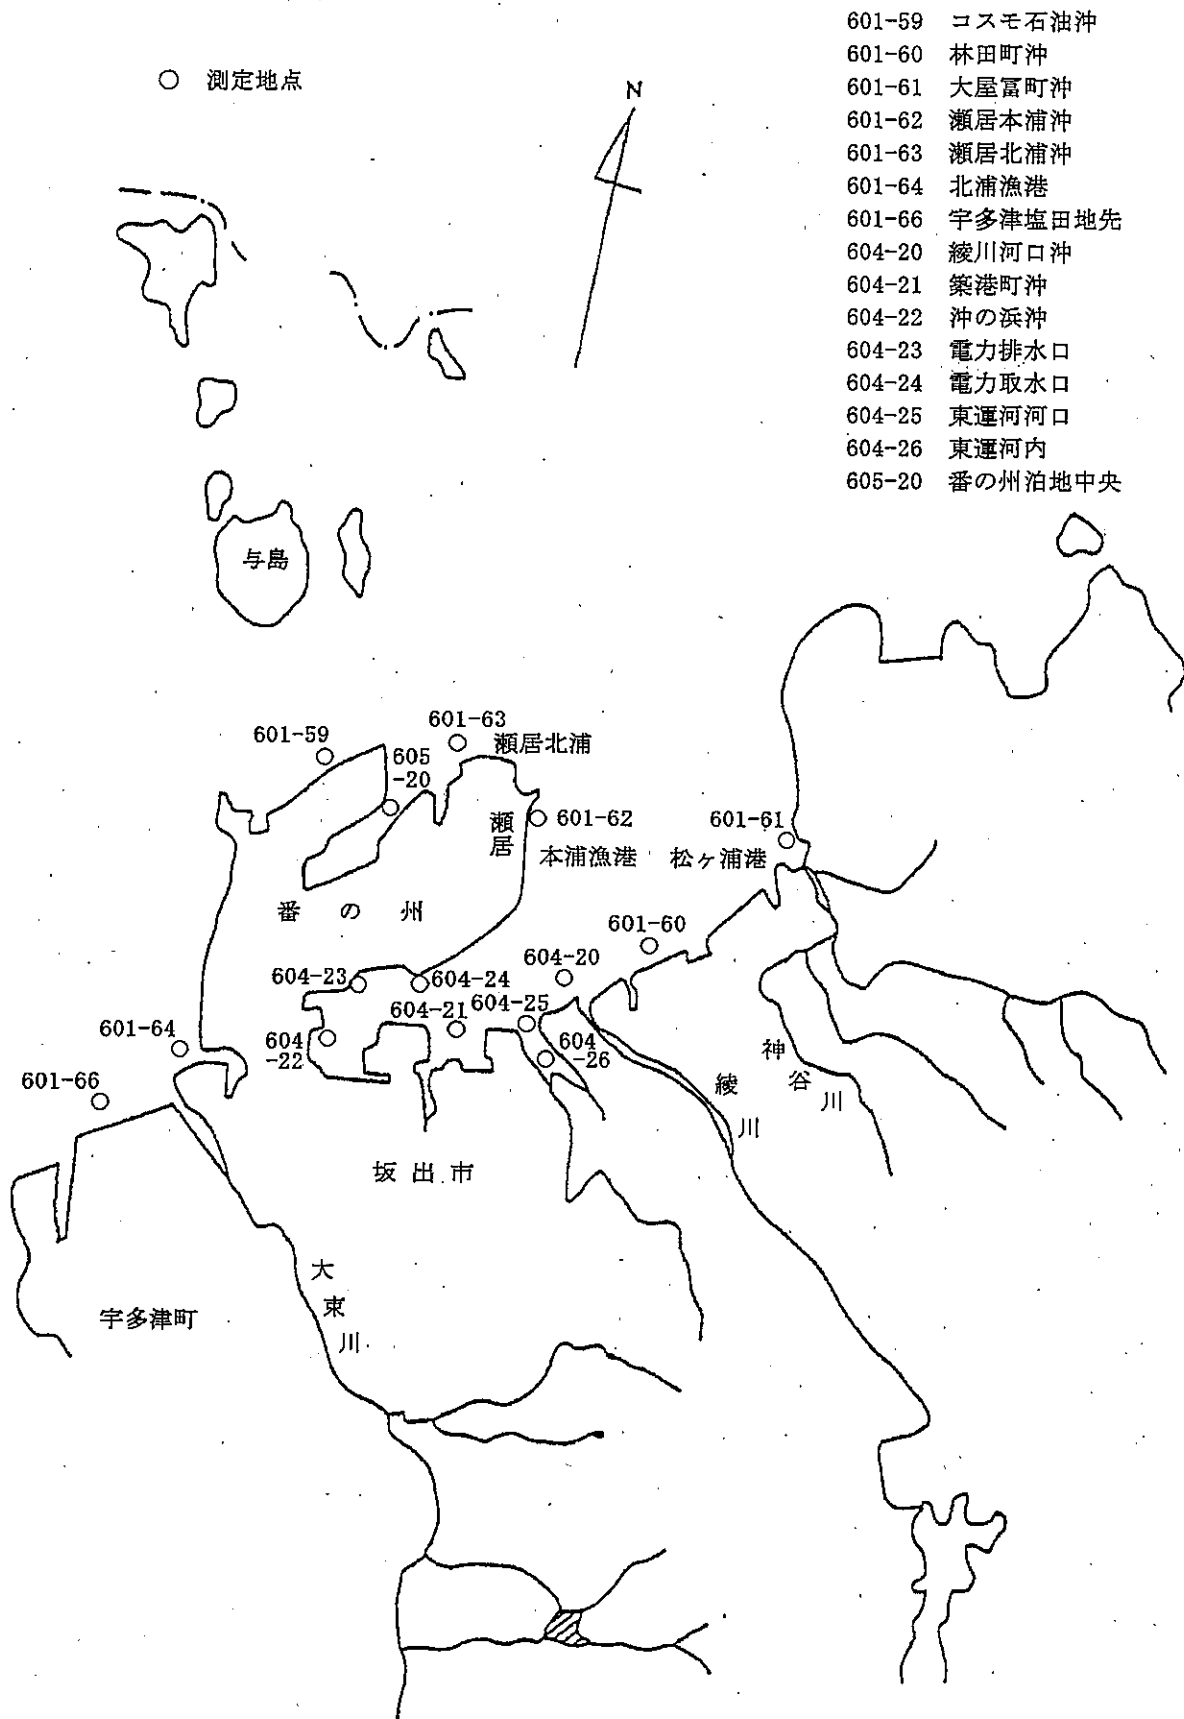 601-59 コスモ石油沖
601-60 林田町沖
601-61 大屋冨町沖
601-62 瀬居本浦沖
601-63 瀬居北浦沖
601-64 北浦漁港
601-66 宇多津塩田地先
604-20 綾川河口沖
604-21 築港町沖
604-22 沖の浜沖
604-23 電力排水口
604-24 電力取水口
604-25 東運河河口
604-26 東運河内
605-20 番の州泊地中央
○ 測定地点
N
与島
601-59
601-63
瀬居北浦
605
-20
瀬居
601-62
本浦漁港
601-61
松ヶ浦港
番の州
601-60
604-23
604-24
604-20
604-25
604-21
604
-22
604
-26
601-64
601-66
神谷川
綾川
坂出市
大束川
宇多津町